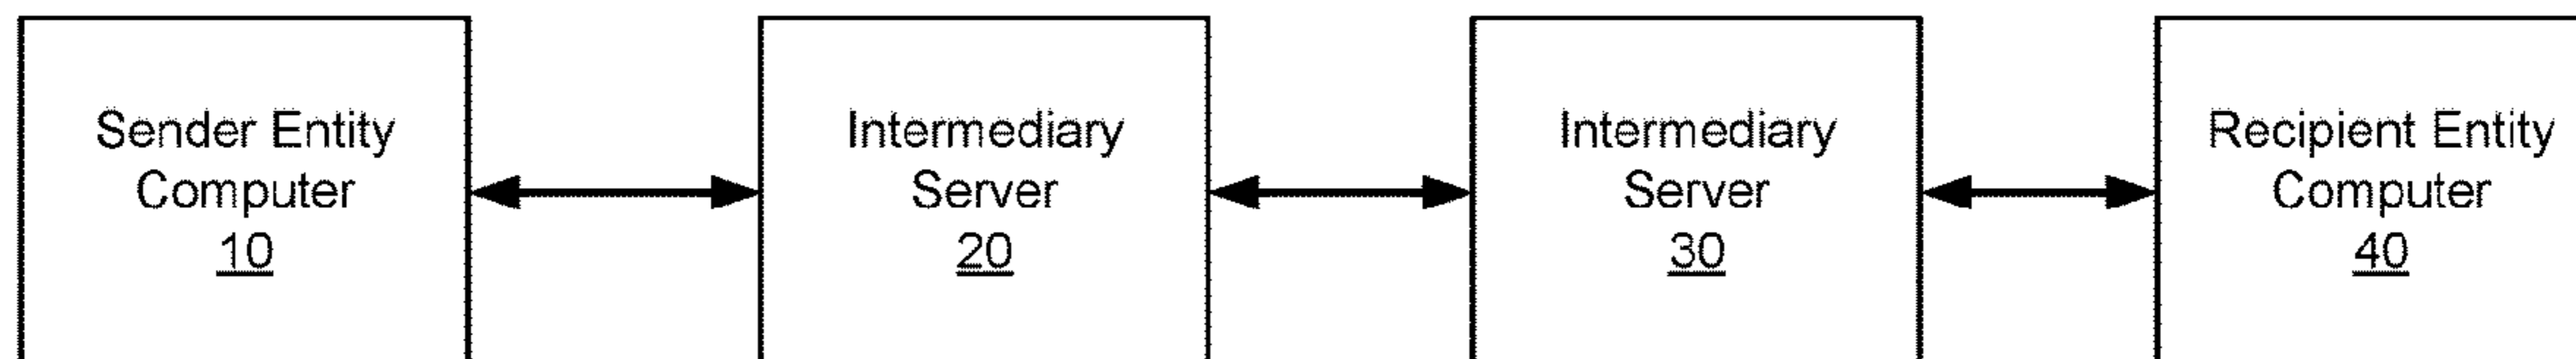 Sender Entity
Computer
10
Intermediary
Server
20
Intermediary
Server
30
Recipient Entity
Computer
40